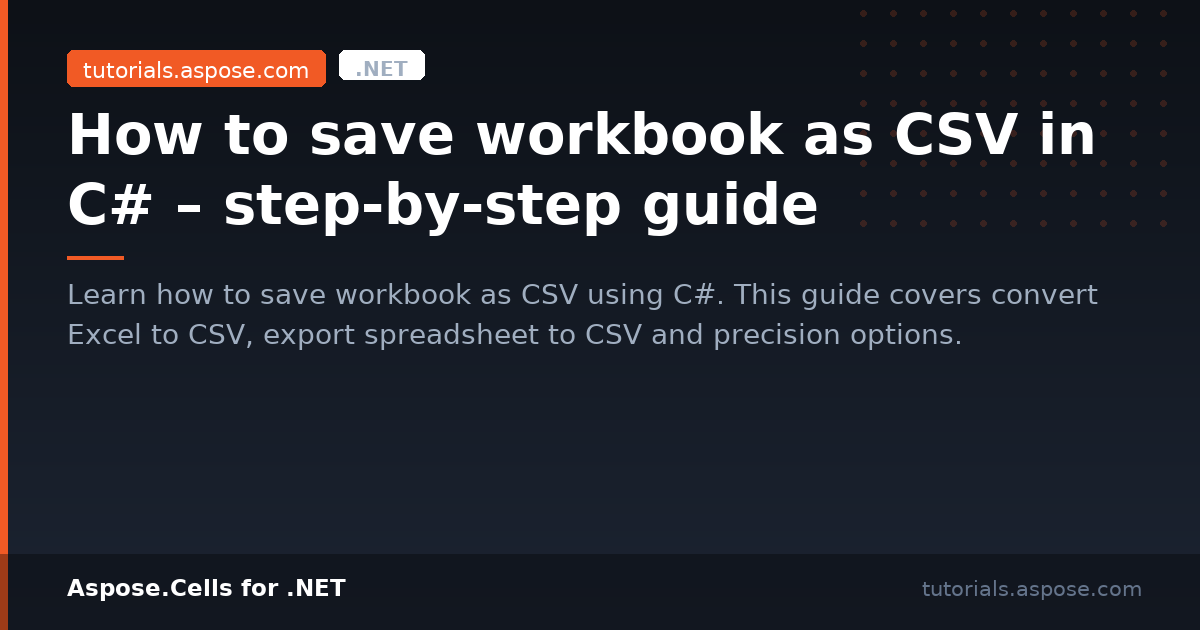 tutorials.aspose.com
.NET
How to save workbook as CSV in
C# – step-by-step guide
Learn how to save workbook as CSV using C#. This guide covers convert
Excel to CSV, export spreadsheet to CSV and precision options.
Aspose.Cells for .NET
tutorials.aspose.com